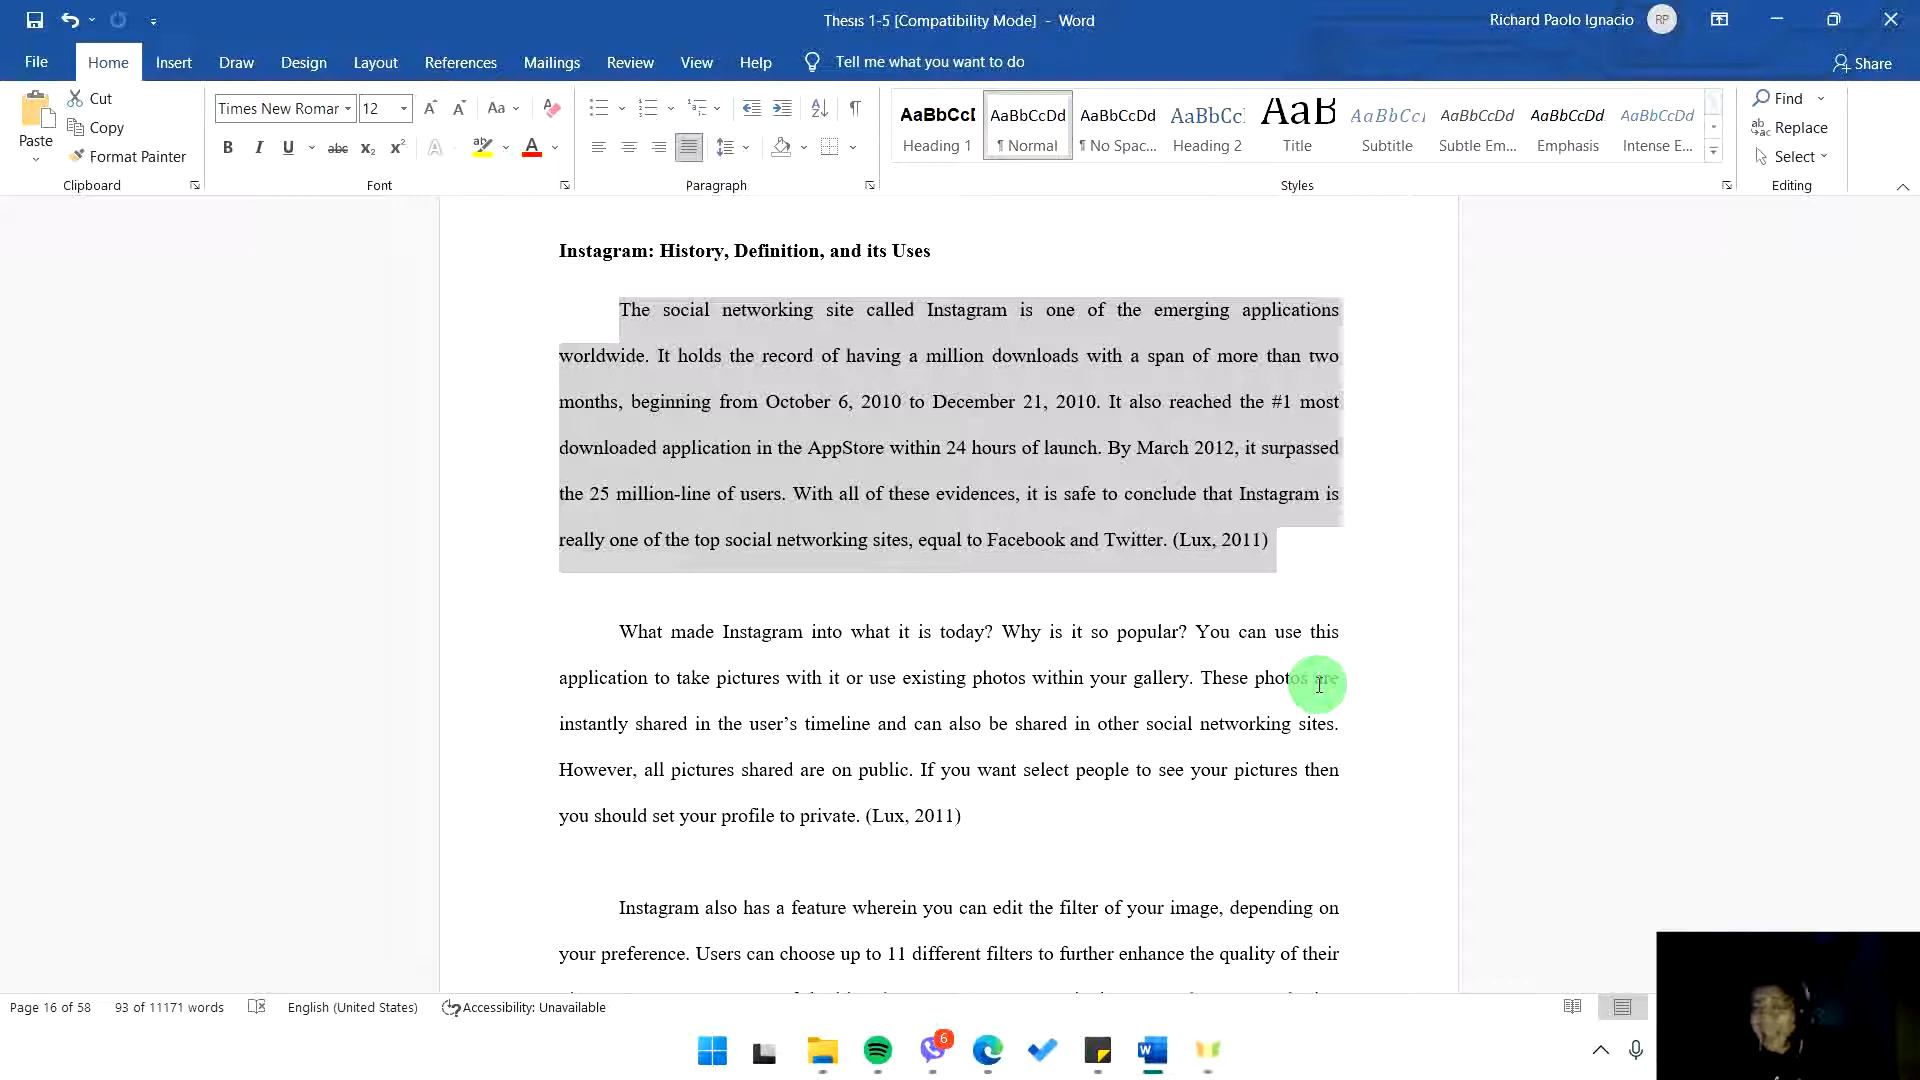 Thesis 1-5 [Compatibility Mode] - Word
Richard Paolo Ignacio RP
File Home Insert Draw Design Layout References Mailings Review View Help Tell me what you want to do Share
Paste
Cut
Copy
Format Painter
Clipboard
Times New Romar 12
Font
Paragraph
AaBbCcI AaBbCcDd AaBbCcDd AaBbCc AaB AaBbCcI AaBbCcDd AaBbCcDd AaBbCcDd
Heading 1 ¶ Normal ¶ No Spac... Heading 2 Title Subtitle Subtle Em... Emphasis Intense E...
Styles
Find
Replace
Select
Editing
Instagram: History, Definition, and its Uses
The social networking site called Instagram is one of the emerging applications
worldwide. It holds the record of having a million downloads with a span of more than two
months, beginning from October 6, 2010 to December 21, 2010. It also reached the #1 most
downloaded application in the AppStore within 24 hours of launch. By March 2012, it surpassed
the 25 million-line of users. With all of these evidences, it is safe to conclude that Instagram is
really one of the top social networking sites, equal to Facebook and Twitter. (Lux, 2011)
What made Instagram into what it is today? Why is it so popular? You can use this
application to take pictures with it or use existing photos within your gallery. These photos are
instantly shared in the user’s timeline and can also be shared in other social networking sites.
However, all pictures shared are on public. If you want select people to see your pictures then
you should set your profile to private. (Lux, 2011)
Instagram also has a feature wherein you can edit the filter of your image, depending on
your preference. Users can choose up to 11 different filters to further enhance the quality of their
Page 16 of 58 93 of 11171 words English (United States) Accessibility: Unavailable
6